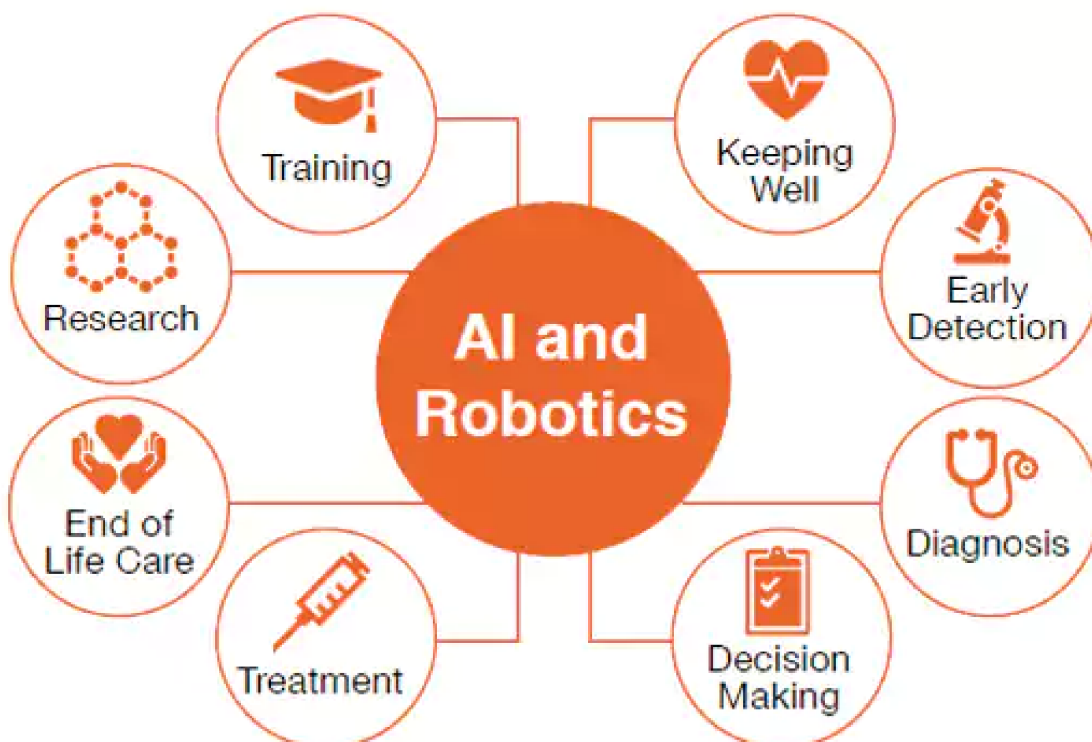 AI and
Robotics
Keeping
Well
Early
Detection
Diagnosis
Decision
Making
Treatment
End of
Life Care
Research
Training